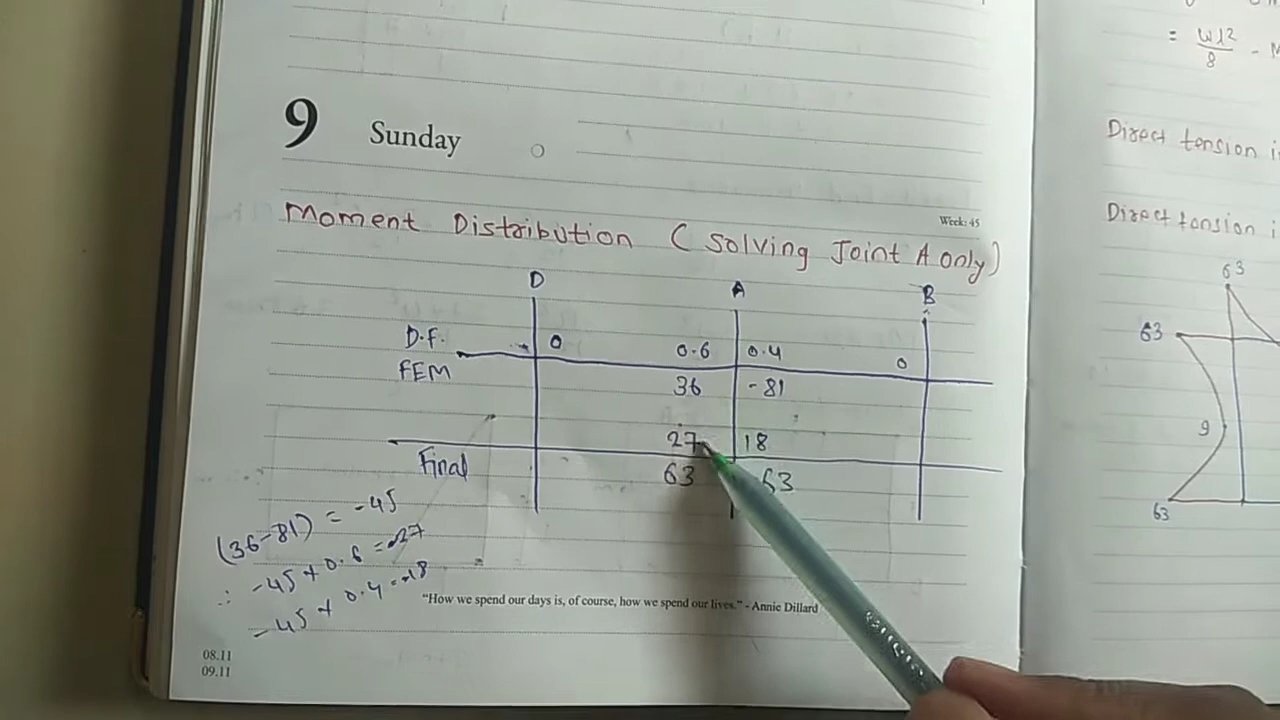 = wl²/8 - M
9 Sunday
Direct tension i
Week: 45
Moment Distribution ( Solving Joint A only)
Direct tension i
D A B
63
D.F. 0 0.6 0.4 0
63
FEM 36 -81
27 18
9
Final 63 -63
63
(36-81) = -45
∴ -45 × 0.6 = -27
-45 × 0.4 = -18
"How we spend our days is, of course, how we spend our lives." - Annie Dillard
08.11
09.11